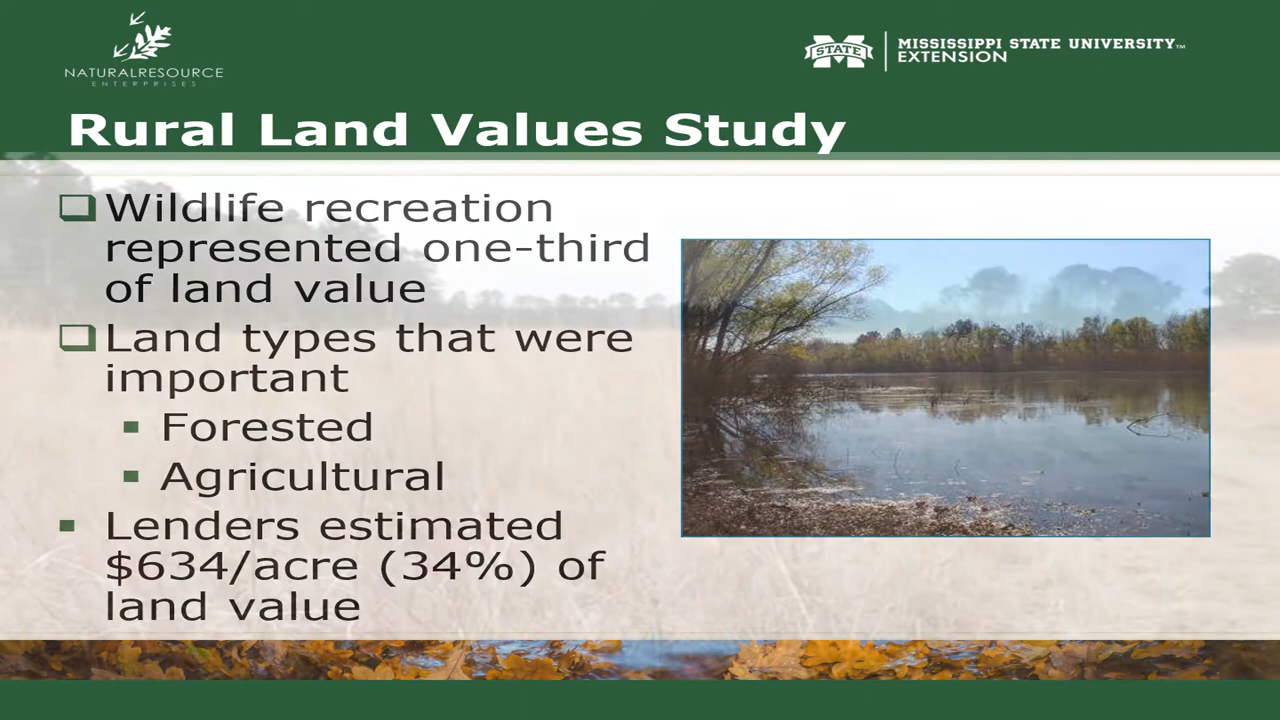 NATURALRESOURCE
ENTERPRISES
STATE
MISSISSIPPI STATE UNIVERSITY™
EXTENSION
Rural Land Values Study
Wildlife recreation
represented one-third
of land value
Land types that were
important
Forested
Agricultural
Lenders estimated
$634/acre (34%) of
land value